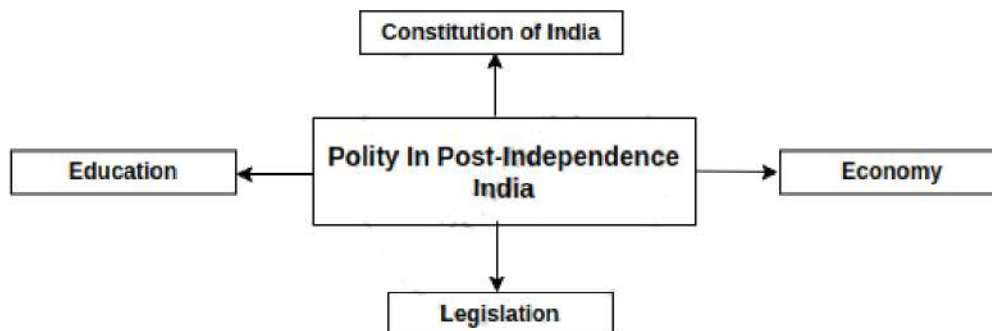 Constitution of India
Polity In Post-Independence
India
Education
Economy
Legislation